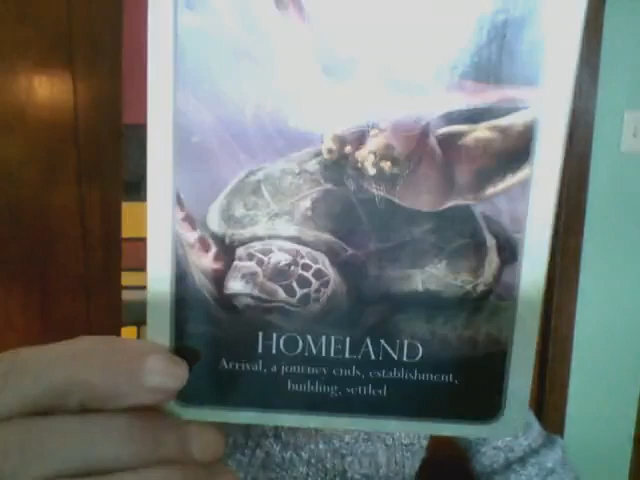 HOMELAND
Arrival, a journey ends, establishment,
building, settled